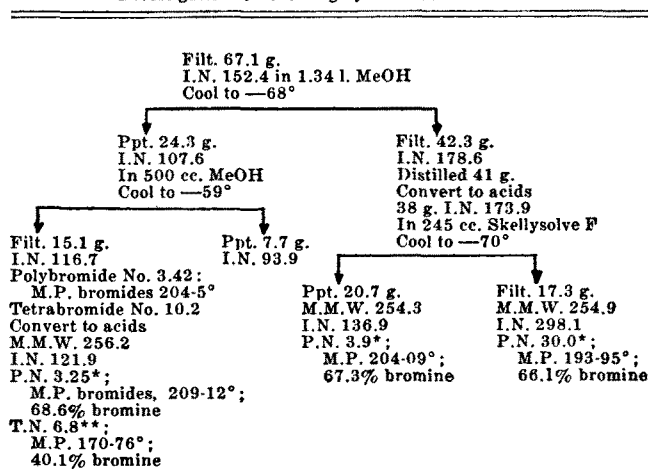 Filt. 67.1 g.
I.N. 152.4 in 1.34 l. MeOH
Cool to —68°
Ppt. 24.3 g.
I.N. 107.6
In 500 cc. MeOH
Cool to —59°
Filt. 42.3 g.
I.N. 178.6
Distilled 41 g.
Convert to acids
38 g. I.N. 173.9
In 245 cc. Skellysolve F
Cool to —70°
Filt. 15.1 g.
I.N. 116.7
Polybromide No. 3.42:
M.P. bromides 204-5°
Tetrabromide No. 10.2
Convert to acids
M.M.W. 256.2
I.N. 121.9
P.N. 3.25*;
M.P. bromides, 209-12°;
68.6% bromine
T.N. 6.8**;
M.P. 170-76°;
40.1% bromine
Ppt. 7.7 g.
I.N. 93.9
Ppt. 20.7 g.
M.M.W. 254.3
I.N. 136.9
P.N. 3.9*;
M.P. 204-09°;
67.3% bromine
Filt. 17.3 g.
M.M.W. 254.9
I.N. 298.1
P.N. 30.0*;
M.P. 193-95°;
66.1% bromine